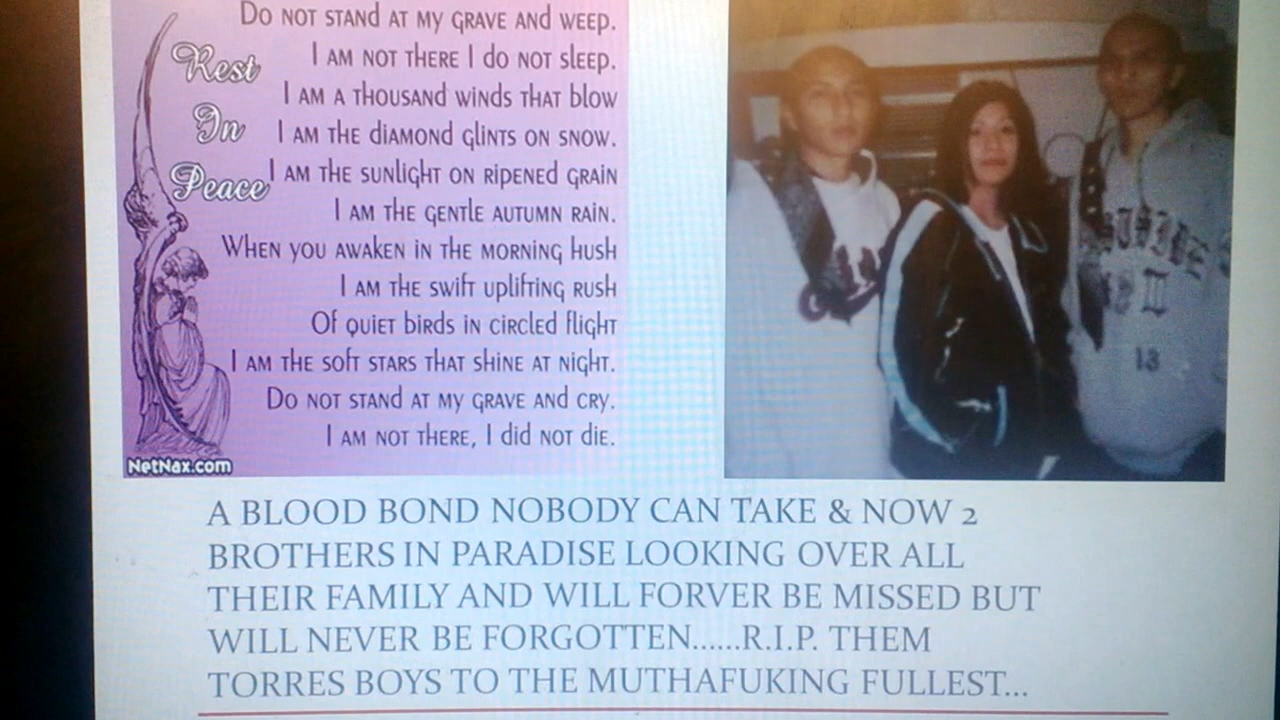 Do not stand at my grave and weep.
I am not there I do not sleep.
I am a thousand winds that blow
I am the diamond glints on snow.
I am the sunlight on ripened grain
I am the gentle autumn rain.
When you awaken in the morning hush
I am the swift uplifting rush
Of quiet birds in circled flight
I am the soft stars that shine at night.
Do not stand at my grave and cry.
I am not there, I did not die.
Rest
In
Peace
NetNax.com
13
A BLOOD BOND NOBODY CAN TAKE & NOW 2
BROTHERS IN PARADISE LOOKING OVER ALL
THEIR FAMILY AND WILL FORVER BE MISSED BUT
WILL NEVER BE FORGOTTEN......R.I.P. THEM
TORRES BOYS TO THE MUTHAFUKING FULLEST...